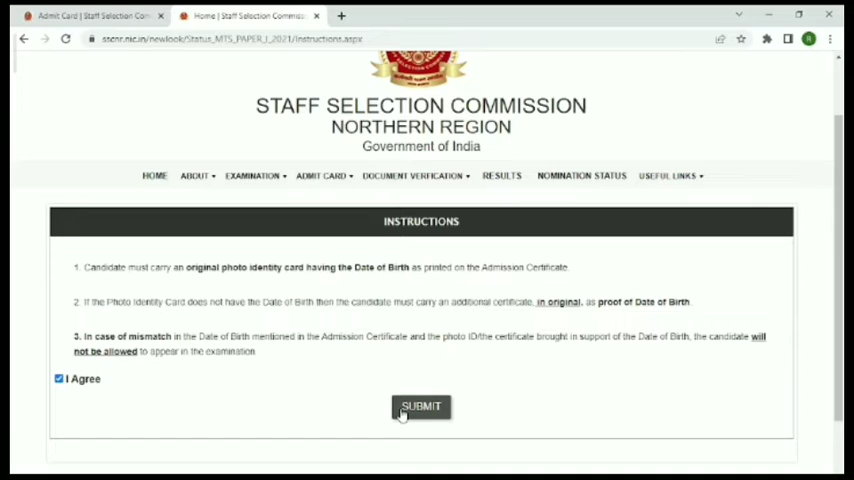 Admit Card | Staff Selection Com
Home | Staff Selection Commiss
sscnr.nic.in/newlook/Status_MTS_PAPER_I_2021/Instructions.aspx
R
STAFF SELECTION COMMISSION
NORTHERN REGION
Government of India
HOME ABOUT EXAMINATION ADMIT CARD DOCUMENT VERFICATION RESULTS NOMINATION STATUS USEFUL LINKS
INSTRUCTIONS
1. Candidate must carry an original photo identity card having the Date of Birth as printed on the Admission Certificate.
2. If the Photo Identity Card does not have the Date of Birth then the candidate must carry an additional certificate, in original, as proof of Date of Birth.
3. In case of mismatch in the Date of Birth mentioned in the Admission Certificate and the photo ID/the certificate brought in support of the Date of Birth, the candidate will
not be allowed to appear in the examination
I Agree
SUBMIT